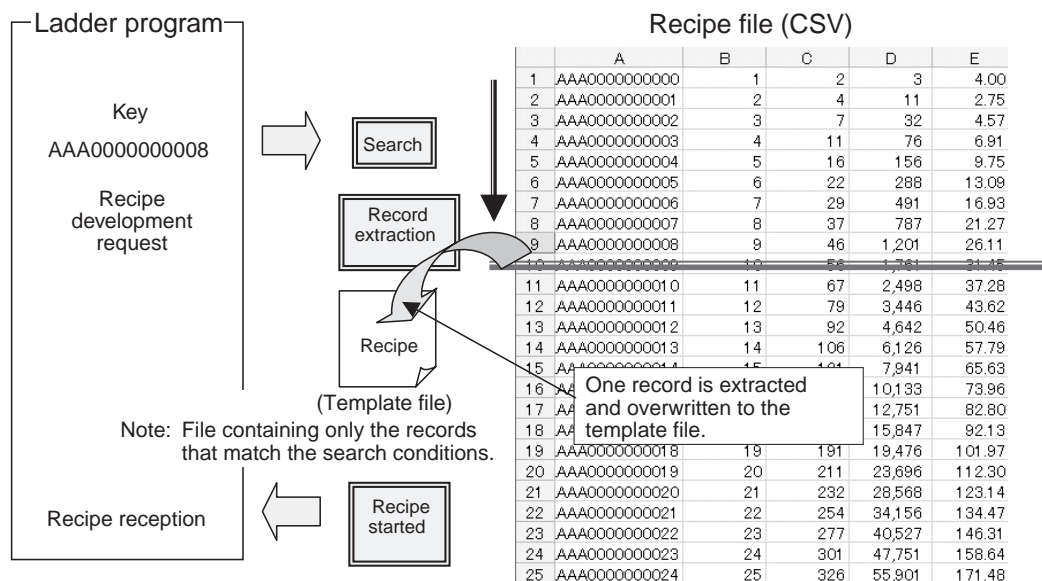 Ladder program
Key
AAA0000000008
Recipe
development
request
Recipe reception
Search
Record
extraction
Recipe
(Template file)
Note: File containing only the records
that match the search conditions.
Recipe
started
Recipe file (CSV)
A B C D E
1 AAA0000000000 1 2 3 4.00
2 AAA0000000001 2 4 11 2.75
3 AAA0000000002 3 7 32 4.57
4 AAA0000000003 4 11 76 6.91
5 AAA0000000004 5 16 156 9.75
6 AAA0000000005 6 22 288 13.09
7 AAA0000000006 7 29 491 16.93
8 AAA0000000007 8 37 787 21.27
9 AAA0000000008 9 46 1,201 26.11
10 AAA0000000009 10 56 1,761 31.45
11 AAA0000000010 11 67 2,498 37.28
12 AAA0000000011 12 79 3,446 43.62
13 AAA0000000012 13 92 4,642 50.46
14 AAA0000000013 14 106 6,126 57.79
15 7,941 65.63
16 AA 10,133 73.96
17 AA 12,751 82.80
18 AA 15,847 92.13
19 AAA0000000018 19 191 19,476 101.97
20 AAA0000000019 20 211 23,696 112.30
21 AAA0000000020 21 232 28,568 123.14
22 AAA0000000021 22 254 34,156 134.47
23 AAA0000000022 23 277 40,527 146.31
24 AAA0000000023 24 301 47,751 158.64
25 AAA0000000024 25 326 55,901 171.48
One record is extracted
and overwritten to the
template file.